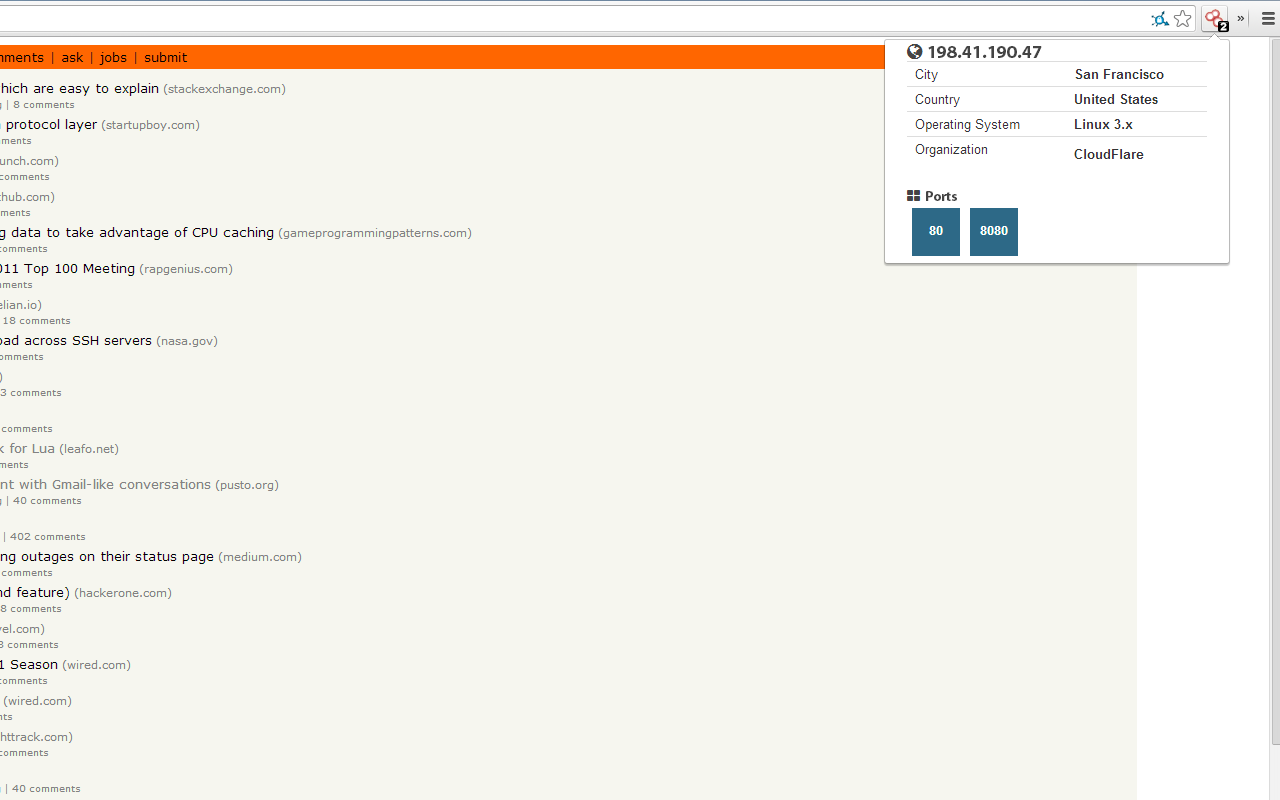 2
»
nments | ask | jobs | submit
198.41.190.47
City San Francisco
Country United States
Operating System Linux 3.x
Organization CloudFlare
Ports
80 8080
hich are easy to explain (stackexchange.com)
| 8 comments
protocol layer (startupboy.com)
mments
unch.com)
comments
thub.com)
mments
g data to take advantage of CPU caching (gameprogrammingpatterns.com)
comments
011 Top 100 Meeting (rapgenius.com)
mments
elian.io)
18 comments
oad across SSH servers (nasa.gov)
comments
)
3 comments
comments
k for Lua (leafo.net)
mments
nt with Gmail-like conversations (pusto.org)
| 40 comments
| 402 comments
ng outages on their status page (medium.com)
comments
nd feature) (hackerone.com)
8 comments
vel.com)
3 comments
1 Season (wired.com)
comments
(wired.com)
nts
httrack.com)
comments
| 40 comments